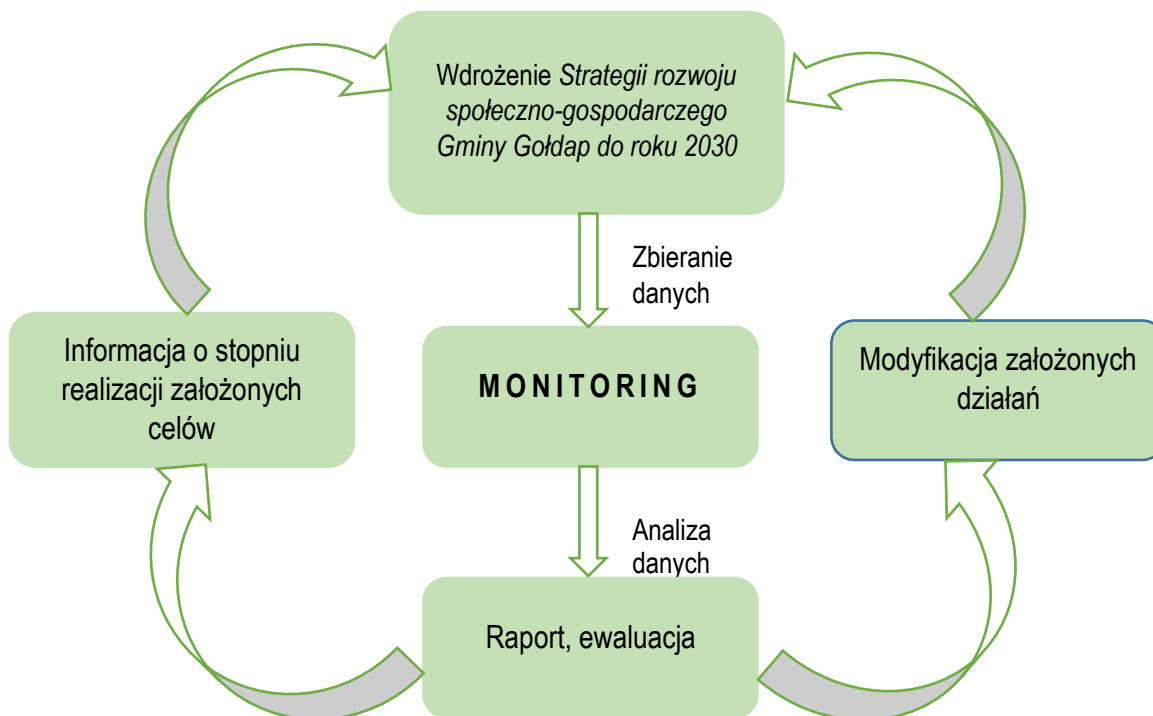 Wdrożenie Strategii rozwoju
społeczno-gospodarczego
Gminy Gołdap do roku 2030
Zbieranie
danych
Informacja o stopniu
realizacji założonych
celów
MONITORING
Modyfikacja założonych
działań
Analiza
danych
Raport, ewaluacja